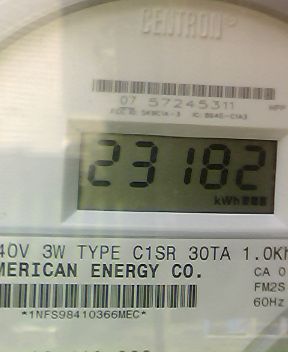 CENTRON
07 57245311
23182
kWh
40V 3W TYPE C1SR 30TA 1.0Kh
MERICAN ENERGY CO.
CA 0
FM2S
60Hz
*1NFS98410366MEC*